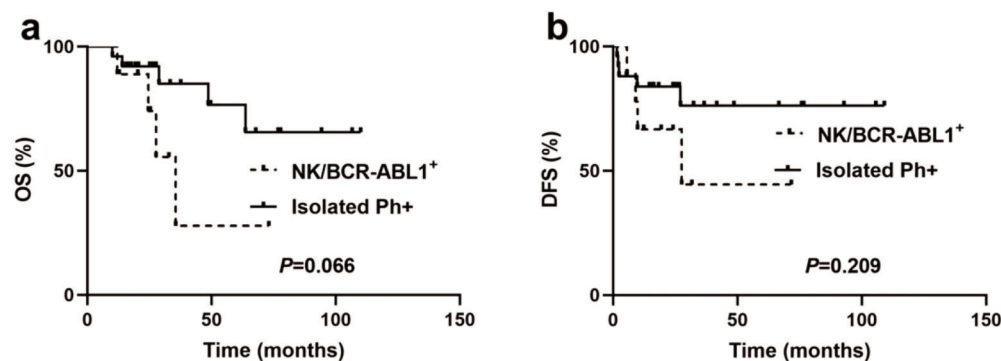 a
100
50
0
OS (%)
NK/BCR-ABL1⁺
Isolated Ph+
P=0.066
0 50 100 150
Time (months)
b
100
50
0
DFS (%)
NK/BCR-ABL1⁺
Isolated Ph+
P=0.209
0 50 100 150
Time (months)